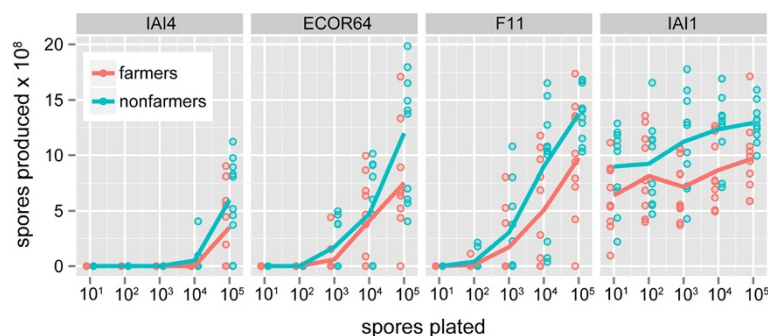 IAI4 ECOR64 F11 IAI1
farmers
nonfarmers
20
15
10
5
0
spores produced x 10⁸
10¹ 10² 10³ 10⁴ 10⁵ 10¹ 10² 10³ 10⁴ 10⁵ 10¹ 10² 10³ 10⁴ 10⁵ 10¹ 10² 10³ 10⁴ 10⁵
spores plated